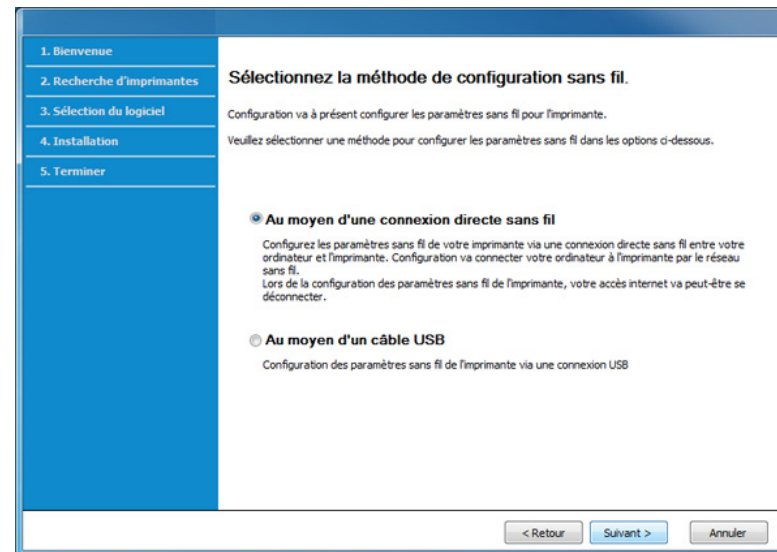 1. Bienvenue
2. Recherche d'imprimantes
3. Sélection du logiciel
4. Installation
5. Terminer
Sélectionnez la méthode de configuration sans fil.
Configuration va à présent configurer les paramètres sans fil pour l'imprimante.
Veuillez sélectionner une méthode pour configurer les paramètres sans fil dans les options ci-dessous.
Au moyen d'une connexion directe sans fil
Configurez les paramètres sans fil de votre imprimante via une connexion directe sans fil entre votre
ordinateur et l'imprimante. Configuration va connecter votre ordinateur à l'imprimante par le réseau
sans fil.
Lors de la configuration des paramètres sans fil de l'imprimante, votre accès internet va peut-être se
déconnecter.
Au moyen d'un câble USB
Configuration des paramètres sans fil de l'imprimante via une connexion USB
< Retour
Suivant >
Annuler